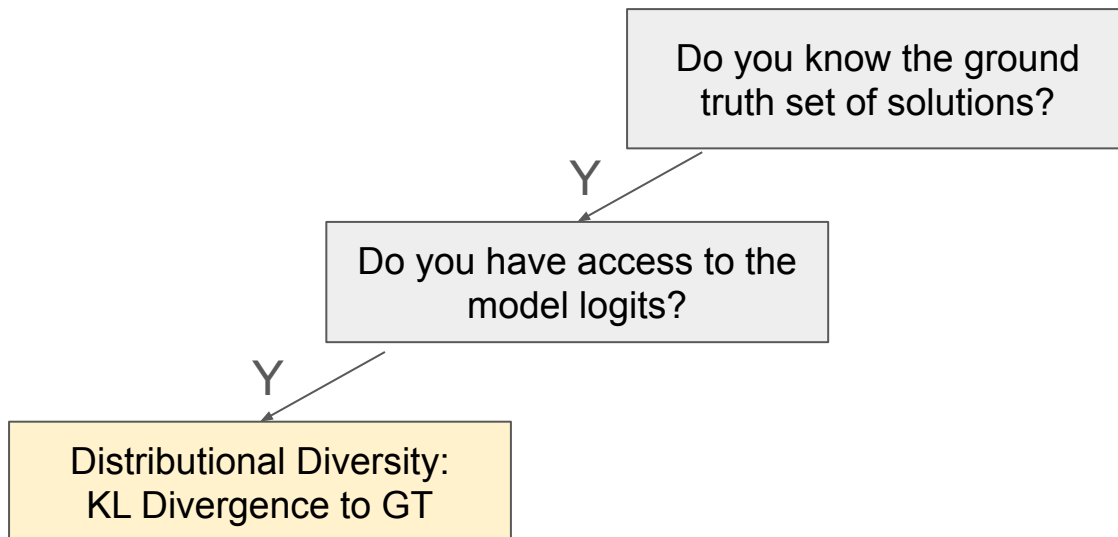 Do you know the ground
truth set of solutions?
Y
Do you have access to the
model logits?
Y
Distributional Diversity:
KL Divergence to GT